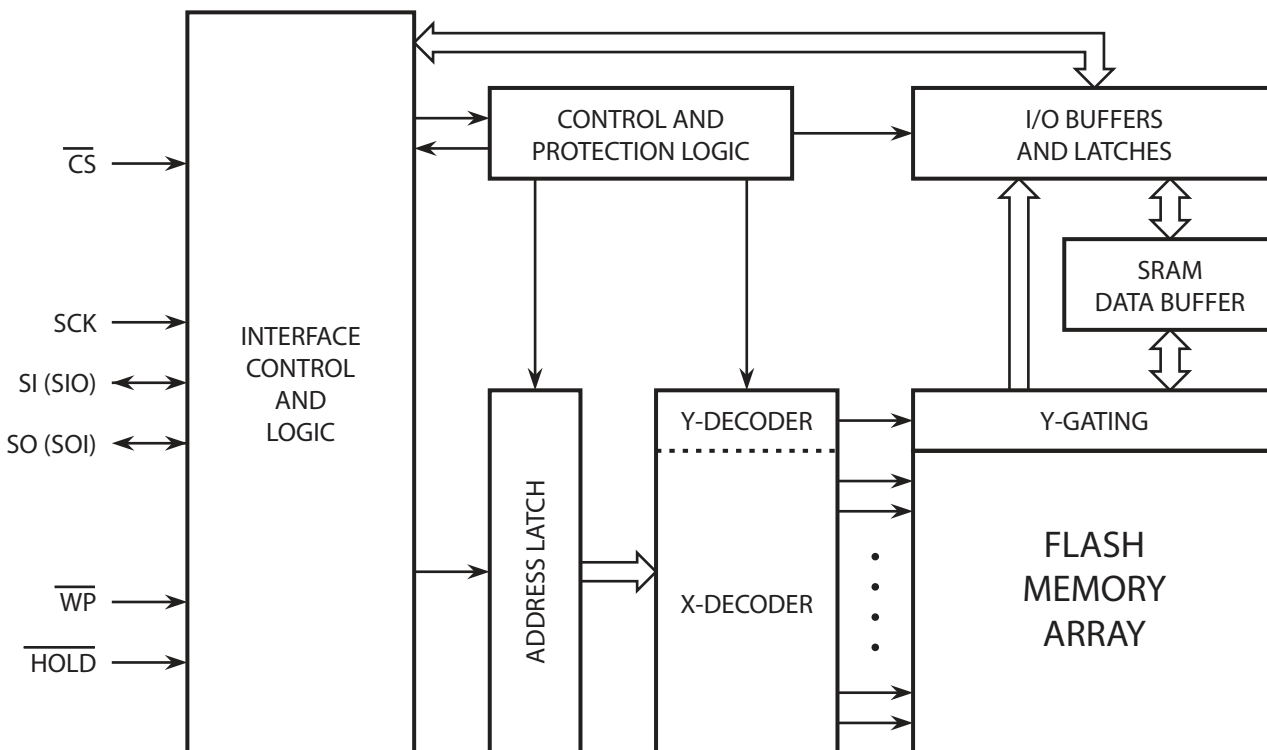 CS
SCK
SI (SIO)
SO (SOI)
WP
HOLD
INTERFACE
CONTROL
AND
LOGIC
CONTROL AND
PROTECTION LOGIC
I/O BUFFERS
AND LATCHES
SRAM
DATA BUFFER
ADDRESS LATCH
Y-DECODER
X-DECODER
Y-GATING
FLASH
MEMORY
ARRAY